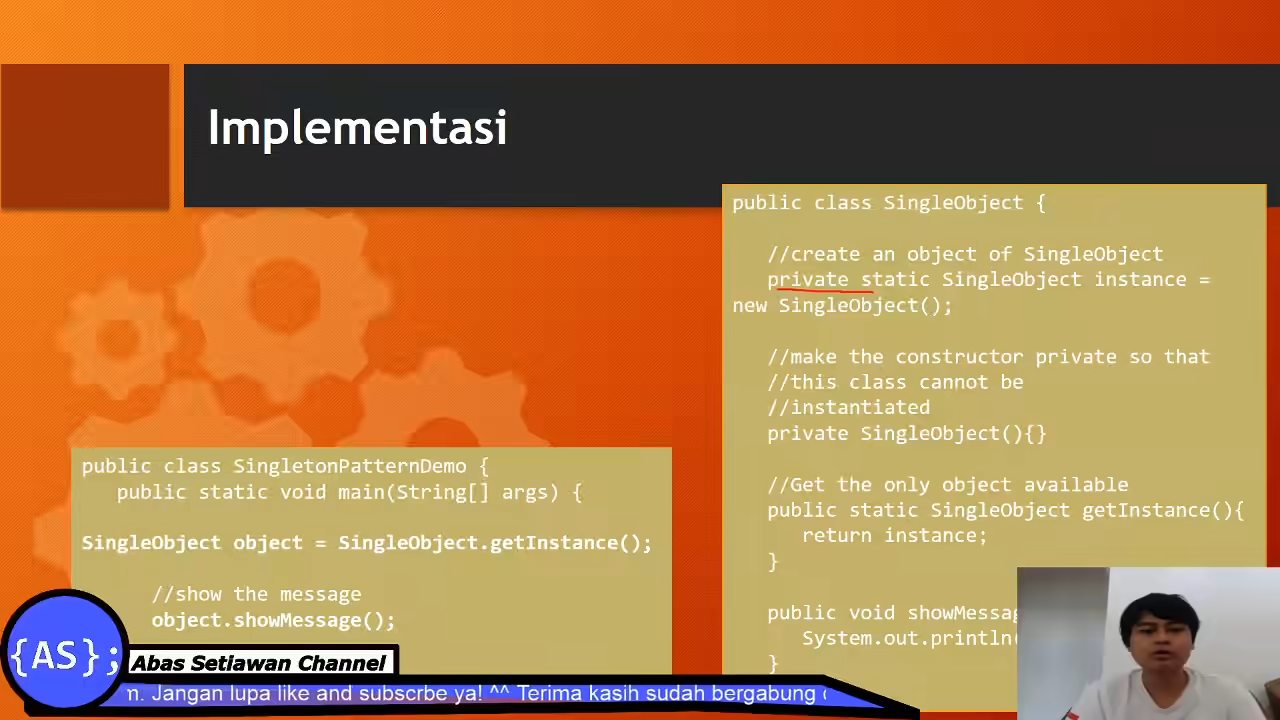 Implementasi
public class SingleObject {
//create an object of SingleObject
private static SingleObject instance =
new SingleObject();
//make the constructor private so that
//this class cannot be
//instantiated
private SingleObject(){}
//Get the only object available
public static SingleObject getInstance(){
return instance;
}
public void showMessag
System.out.println(
}
public class SingletonPatternDemo {
public static void main(String[] args) {
SingleObject object = SingleObject.getInstance();
//show the message
object.showMessage();
{AS};
Abas Setiawan Channel
m. Jangan lupa like and subscrbe ya! ^^ Terima kasih sudah bergabung